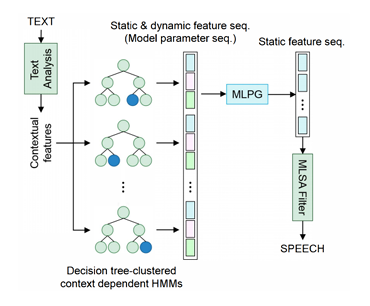 TEXT
Text
Analysis
Contextual
features
Static & dynamic feature seq.
(Model parameter seq.)
Decision tree-clustered
context dependent HMMs
MLPG
Static feature seq.
MLSA Filter
SPEECH